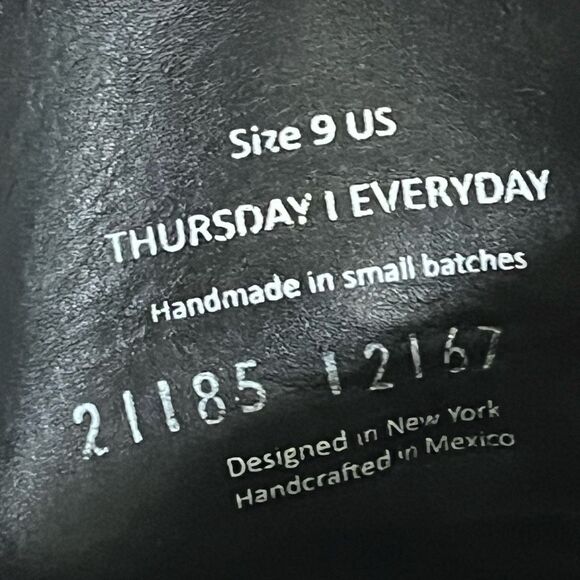 Size 9 US
THURSDAY | EVERYDAY
Handmade in small batches
21185 12167
Designed in New York
Handcrafted in Mexico